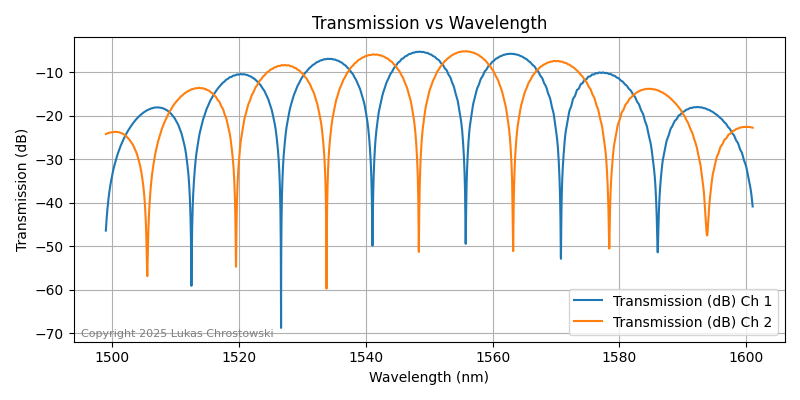 Transmission vs Wavelength
Transmission (dB)
−10
−20
−30
−40
−50
−60
−70
Transmission (dB) Ch 1
Transmission (dB) Ch 2
Copyright 2025 Lukas Chrostowski
1500 1520 1540 1560 1580 1600
Wavelength (nm)